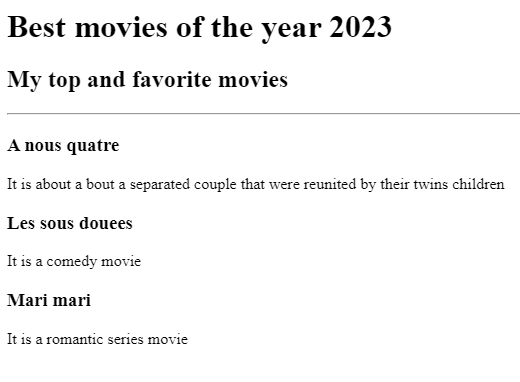 Best movies of the year 2023
My top and favorite movies
A nous quatre
It is about a bout a separated couple that were reunited by their twins children
Les sous douees
It is a comedy movie
Mari mari
It is a romantic series movie